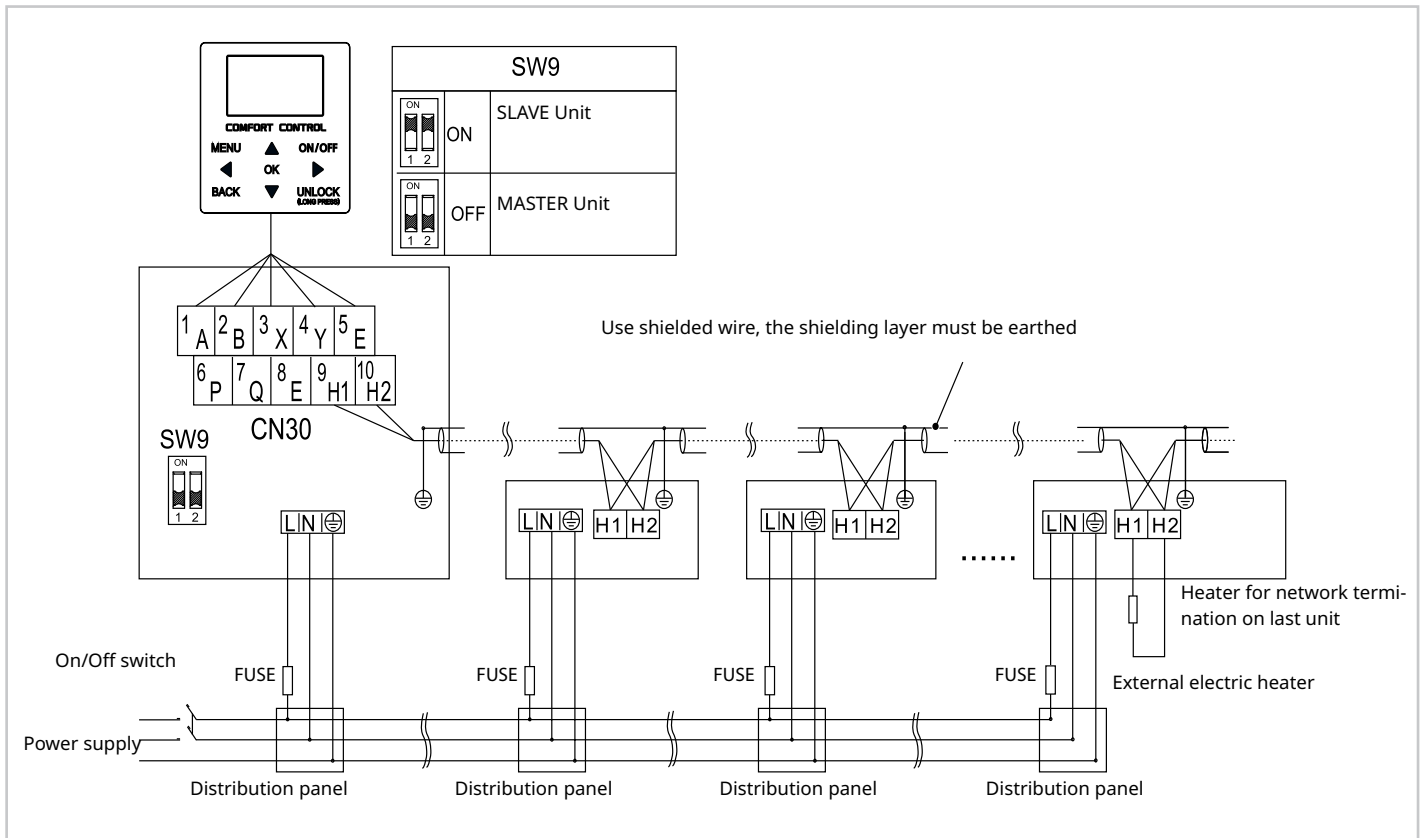 SW9
ON
1 2
ON
SLAVE Unit
ON
1 2
OFF
MASTER Unit
COMFORT CONTROL
MENU ON/OFF
OK
BACK UNLOCK
(LONG PRESS)
1 A 2 B 3 X 4 Y 5 E
6 P 7 Q 8 E 9 H1 10 H2
CN30
SW9
ON
1 2
Use shielded wire, the shielding layer must be earthed
L N
L N
H1 H2
L N
H1 H2
......
L N
H1 H2
Heater for network termi-
nation on last unit
On/Off switch
FUSE
FUSE
FUSE
FUSE
External electric heater
Power supply
Distribution panel
Distribution panel
Distribution panel
Distribution panel